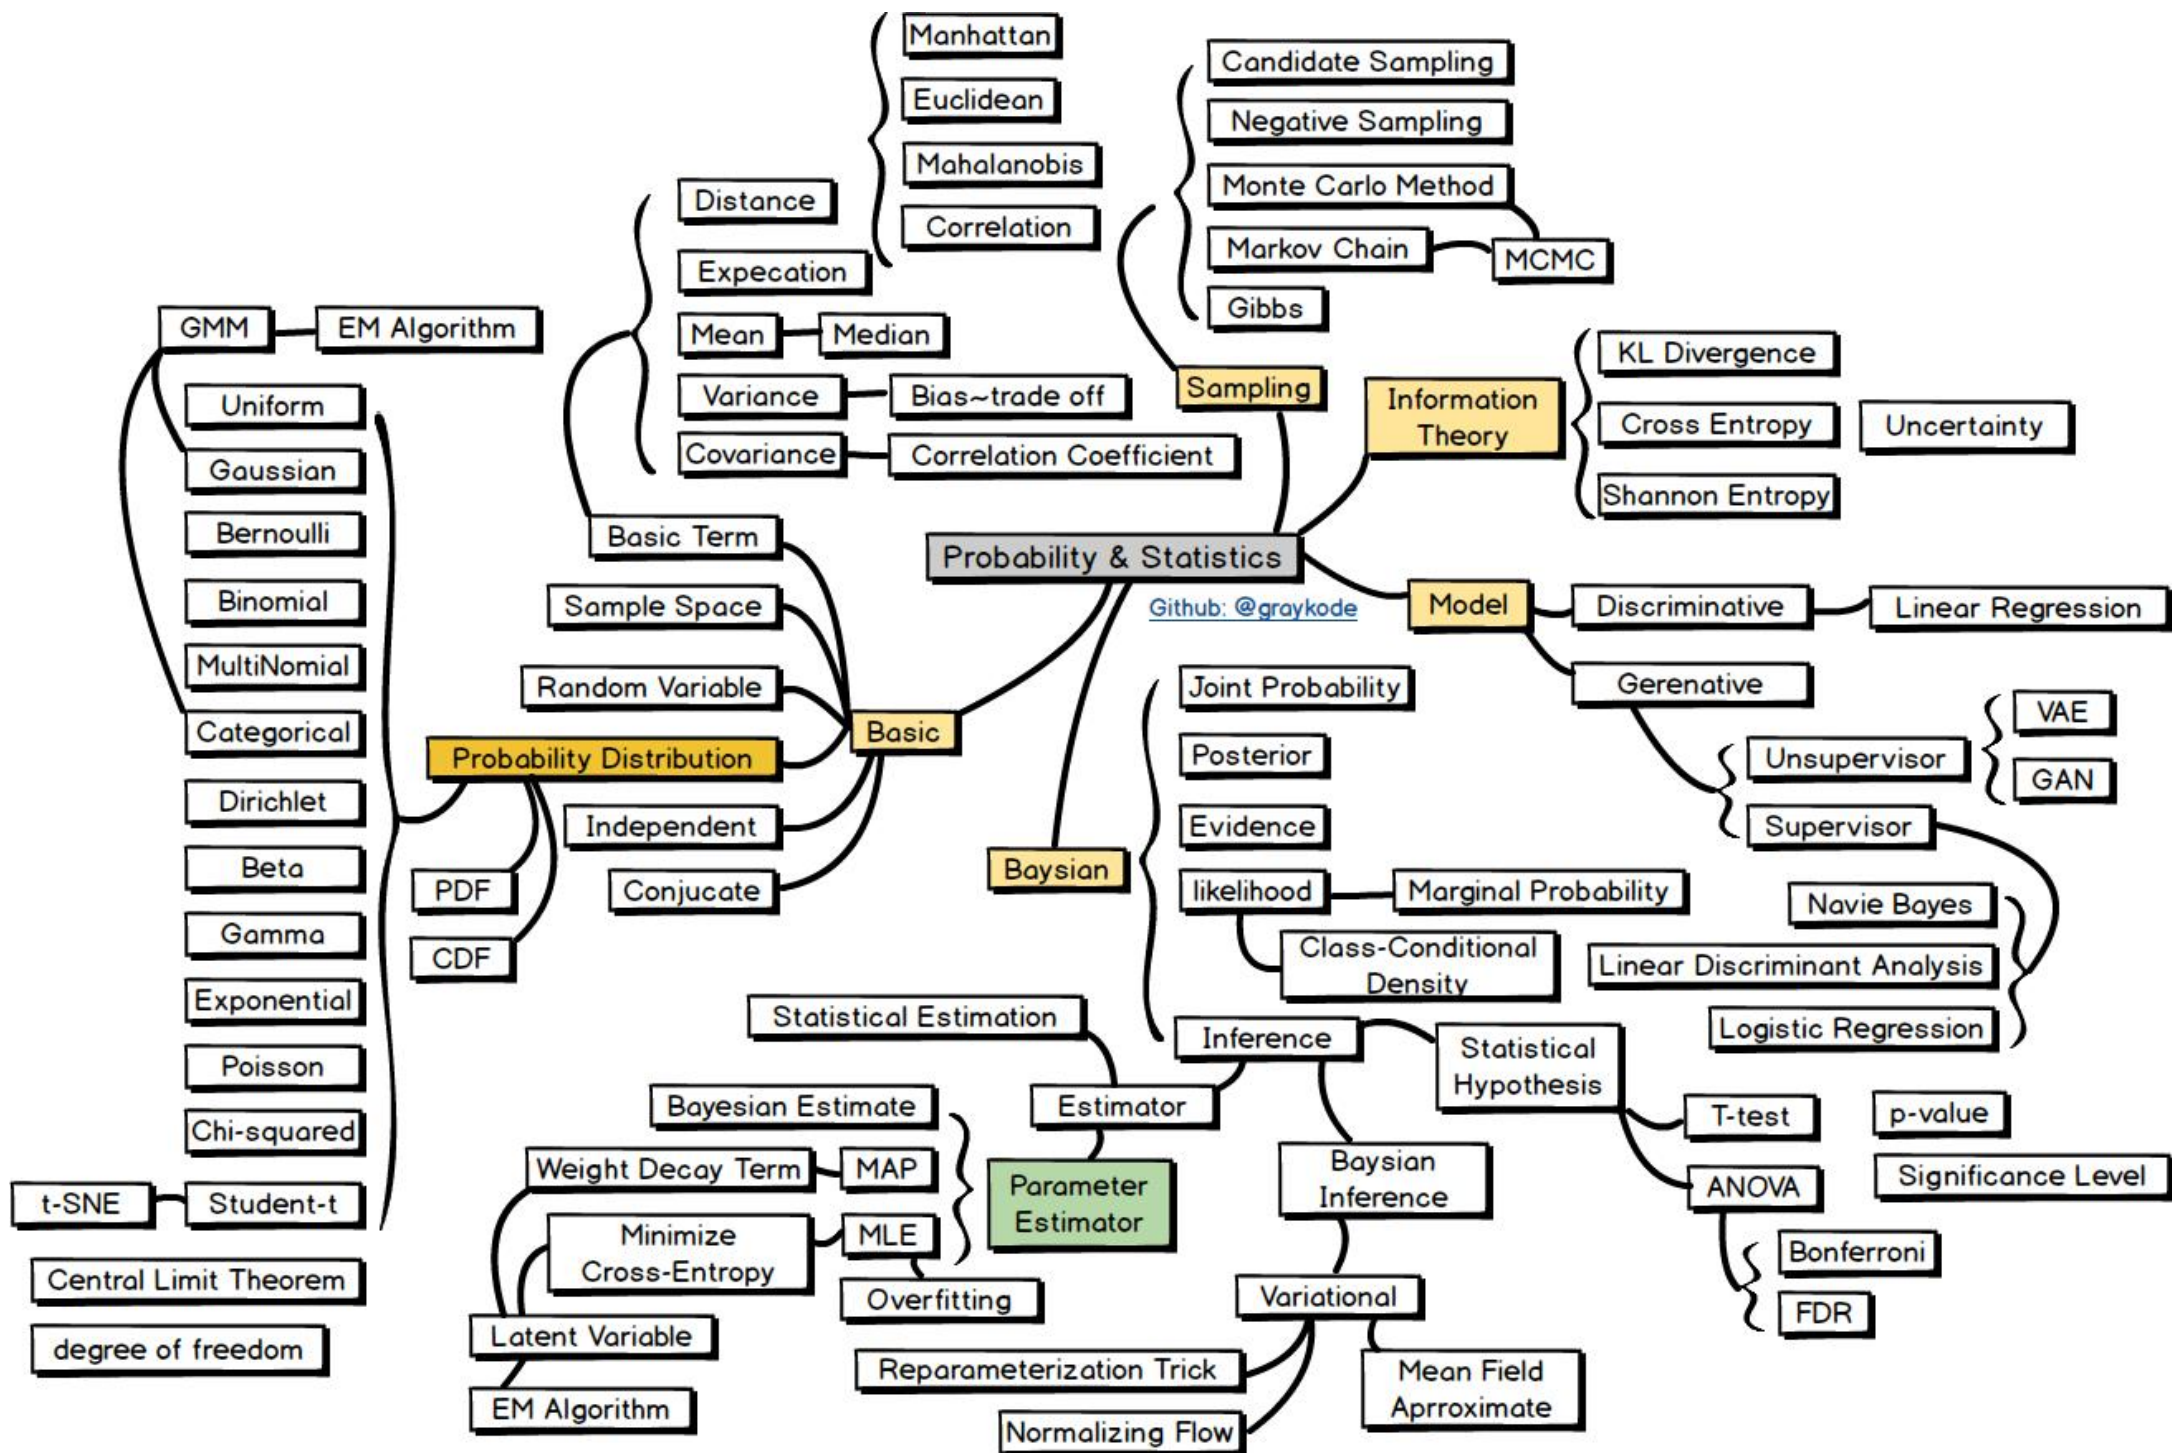 Manhattan
Euclidean
Mahalanobis
Correlation
Candidate Sampling
Negative Sampling
Monte Carlo Method
Markov Chain
MCMC
Gibbs
Distance
Expecation
Mean
Median
Variance
Bias~trade off
Covariance
Correlation Coefficient
GMM
EM Algorithm
Uniform
Gaussian
Bernoulli
Binomial
MultiNomial
Categorical
Dirichlet
Beta
Gamma
Exponential
Poisson
Chi-squared
t-SNE
Student-t
Central Limit Theorem
degree of freedom
Sampling
Information
Theory
KL Divergence
Cross Entropy
Uncertainty
Shannon Entropy
Basic Term
Sample Space
Random Variable
Probability Distribution
Basic
Independent
Conjucate
PDF
CDF
Probability & Statistics
Github: @graykode
Model
Discriminative
Linear Regression
Gerenative
Unsupervisor
VAE
GAN
Supervisor
Navie Bayes
Linear Discriminant Analysis
Logistic Regression
Baysian
Joint Probability
Posterior
Evidence
likelihood
Marginal Probability
Class-Conditional
Density
Inference
Statistical
Hypothesis
T-test
p-value
ANOVA
Significance Level
Bonferroni
FDR
Statistical Estimation
Estimator
Bayesian Estimate
Weight Decay Term
MAP
Parameter
Estimator
Minimize
Cross-Entropy
MLE
Overfitting
Latent Variable
EM Algorithm
Baysian
Inference
Variational
Reparameterization Trick
Normalizing Flow
Mean Field
Aprroximate